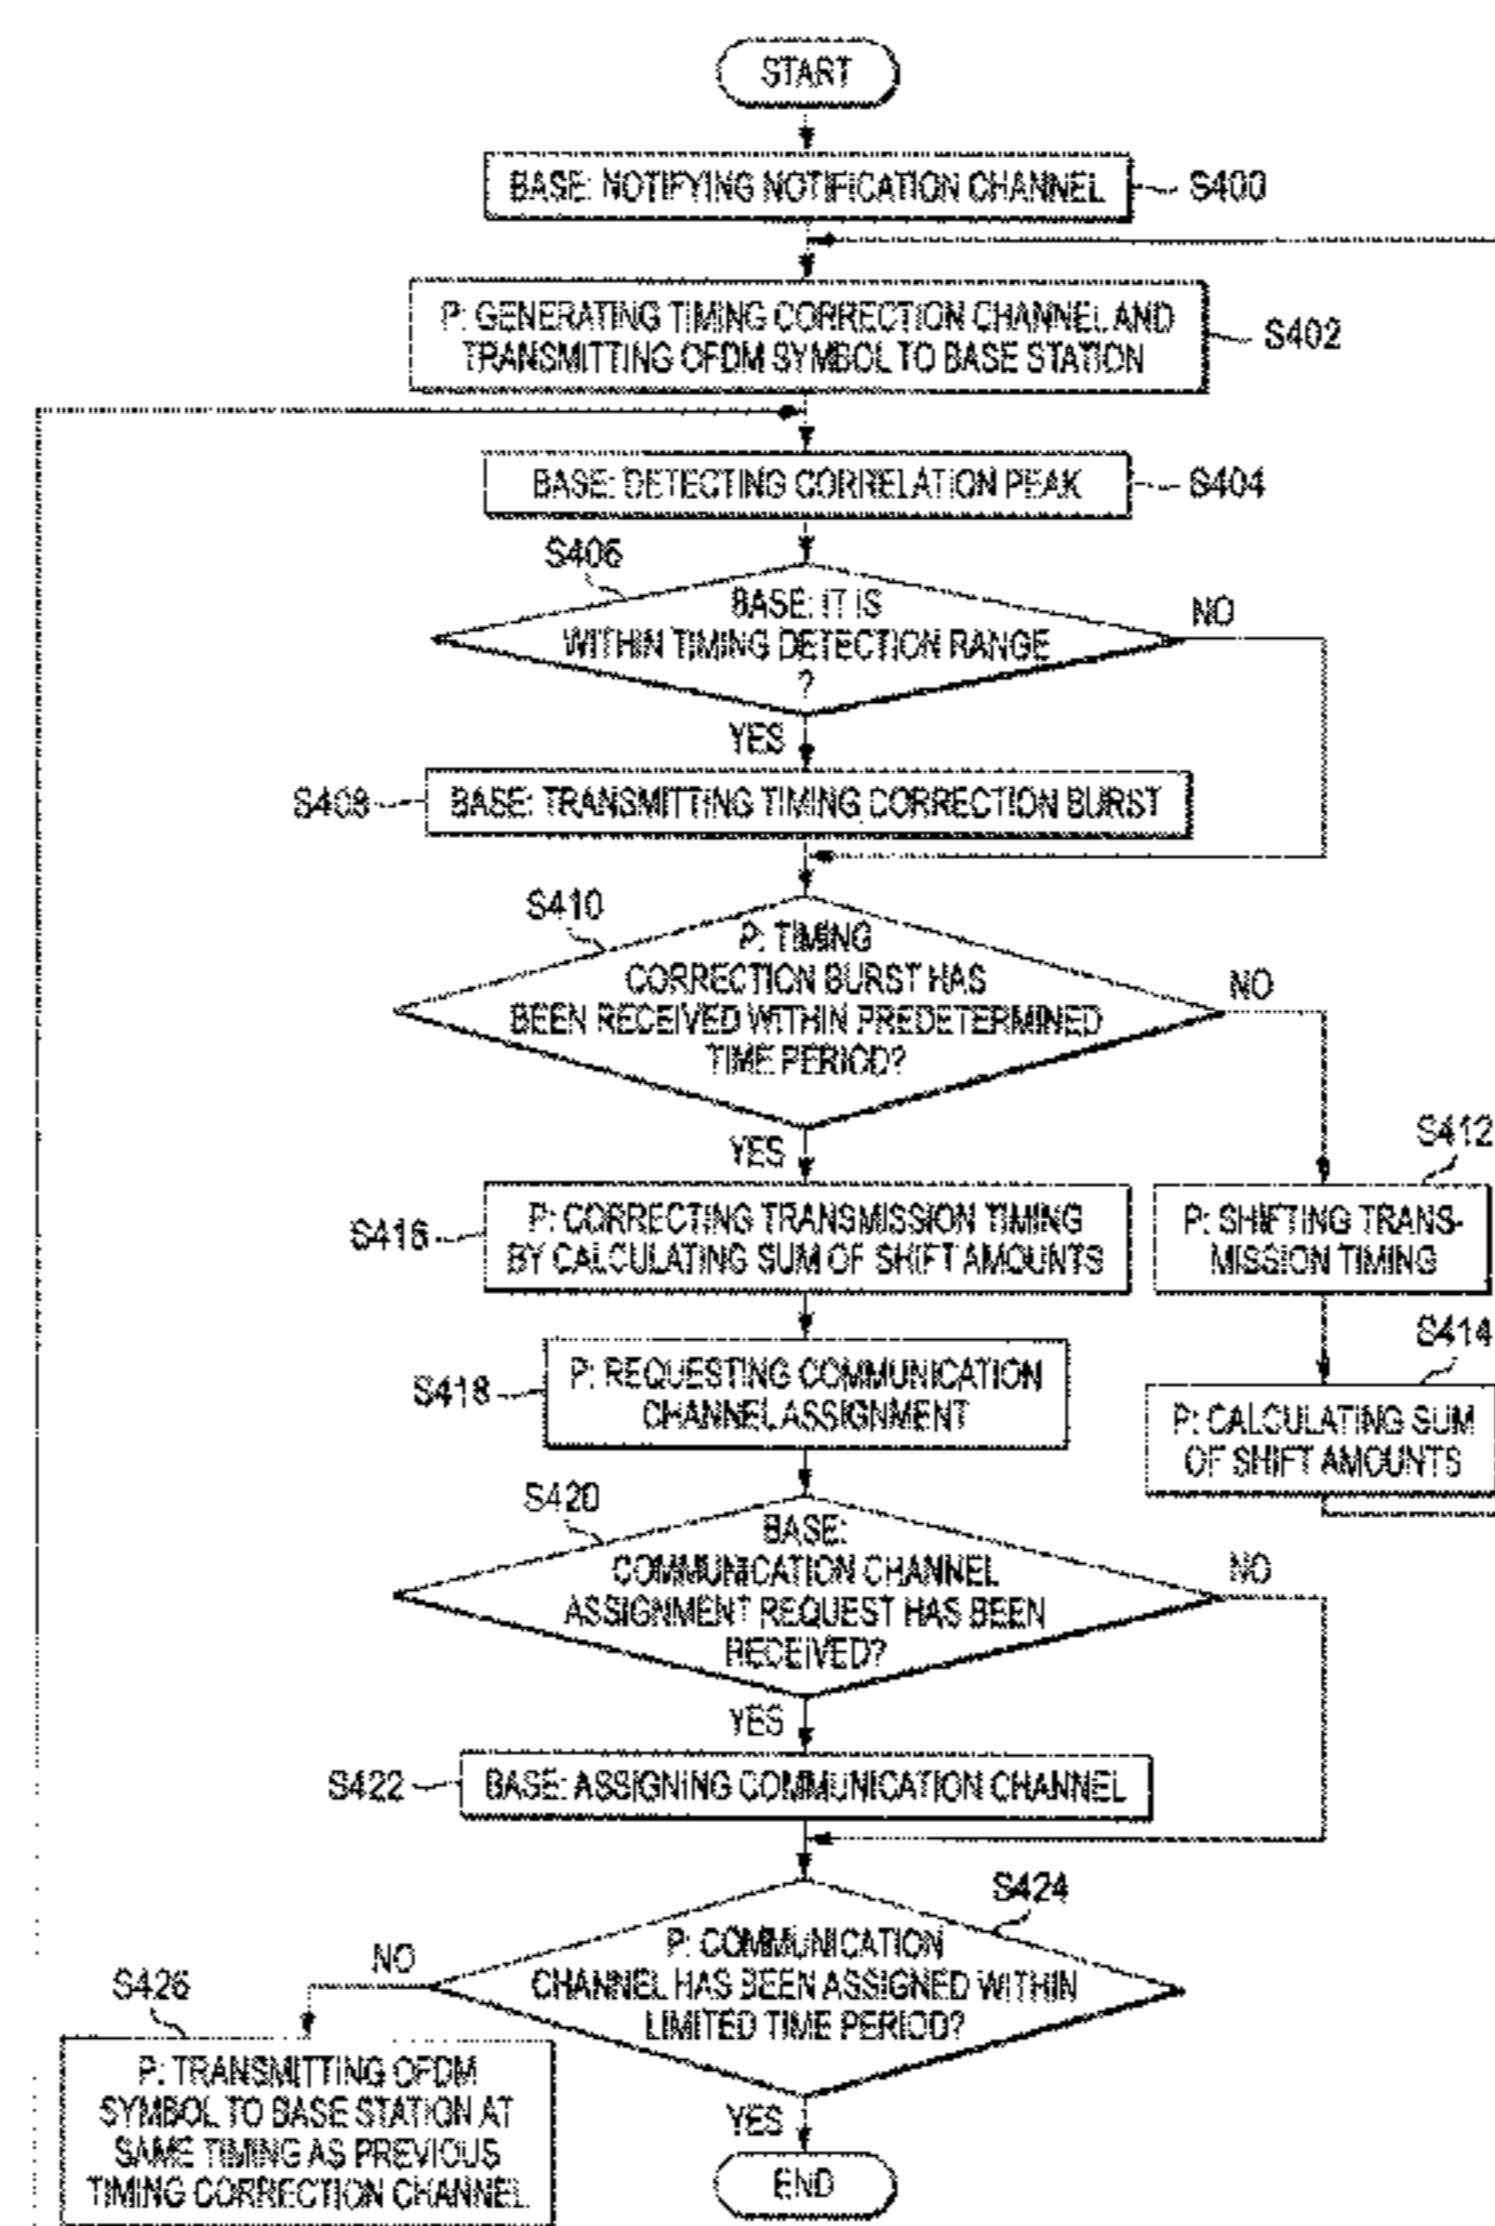 START
BASE: NOTIFYING NOTIFICATION CHANNEL
S400
P: GENERATING TIMING CORRECTION CHANNEL AND
TRANSMITTING OFDM SYMBOL TO BASE STATION
S402
BASE: DETECTING CORRELATION PEAK
S404
S406
BASE: IT IS
WITHIN TIMING DETECTION RANGE
?
NO
YES
S408
BASE: TRANSMITTING TIMING CORRECTION BURST
S410
P: TIMING
CORRECTION BURST HAS
BEEN RECEIVED WITHIN PREDETERMINED
TIME PERIOD?
NO
YES
S412
P: SHIFTING TRANS-
MISSION TIMING
S416
P: CORRECTING TRANSMISSION TIMING
BY CALCULATING SUM OF SHIFT AMOUNTS
S414
P: CALCULATING SUM
OF SHIFT AMOUNTS
S418
P: REQUESTING COMMUNICATION
CHANNEL ASSIGNMENT
S420
BASE:
COMMUNICATION CHANNEL
ASSIGNMENT REQUEST HAS BEEN
RECEIVED?
NO
YES
S422
BASE: ASSIGNING COMMUNICATION CHANNEL
S424
P: COMMUNICATION
CHANNEL HAS BEEN ASSIGNED WITHIN
LIMITED TIME PERIOD?
NO
S426
P: TRANSMITTING OFDM
SYMBOL TO BASE STATION AT
SAME TIMING AS PREVIOUS
TIMING CORRECTION CHANNEL
YES
END